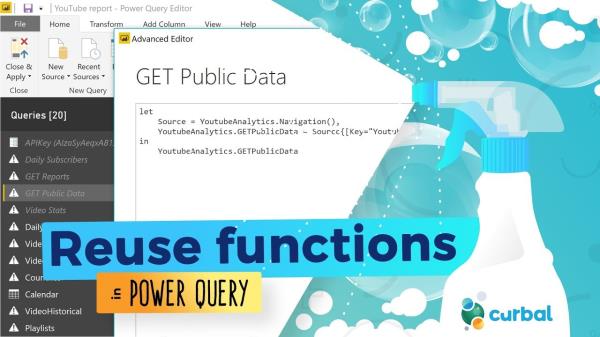 YouTube report - Power Query Editor
File Home Transform Add Column View Help
Close & Apply
New Source
Recent Sources
Close
New Query
Advanced Editor
GET Public Data
let
Source = YoutubeAnalytics.Navigation(),
YoutubeAnalytics.GETPublicData = Source{[Key="Youtub
in
YoutubeAnalytics.GETPublicData
Queries [20]
APIKey (AIzaSyAeqxAB1
Daily Subscribers
GET Reports
GET Public Data
Video Stats
Daily
Vide
Vide
Cou
Calendar
VideoHistorical
Playlists
Reuse functions
in POWER QUERY
curbal